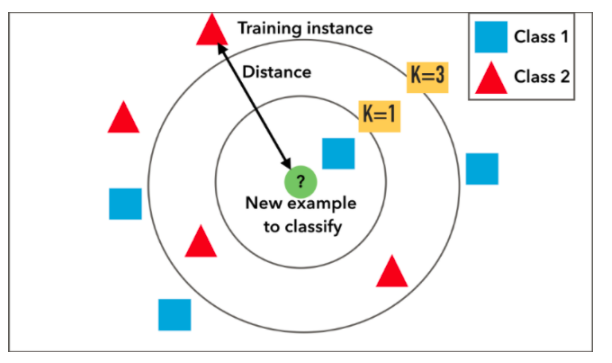 Training instance
Distance
K=3
K=1
Class 1
Class 2
?
New example
to classify